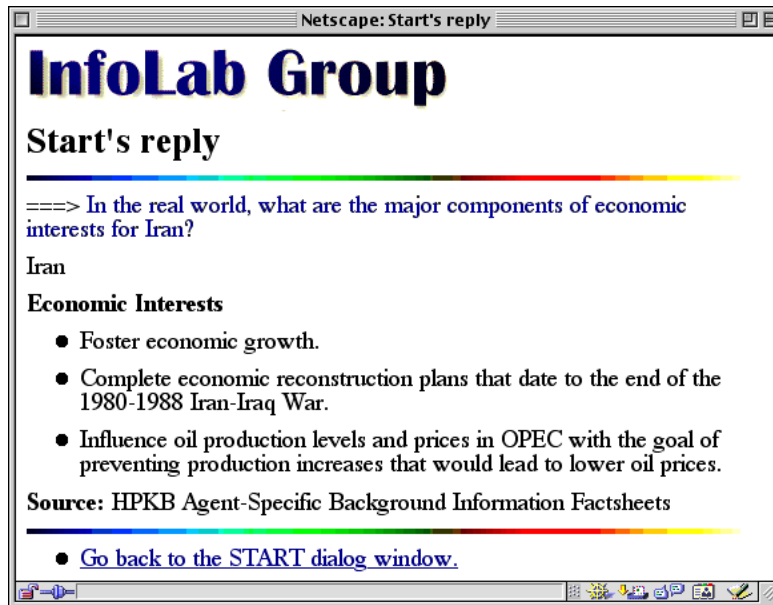 Netscape: Start's reply
InfoLab Group
Start's reply
===> In the real world, what are the major components of economic
interests for Iran?
Iran
Economic Interests
● Foster economic growth.
● Complete economic reconstruction plans that date to the end of the
1980-1988 Iran-Iraq War.
● Influence oil production levels and prices in OPEC with the goal of
preventing production increases that would lead to lower oil prices.
Source: HPKB Agent-Specific Background Information Factsheets
● Go back to the START dialog window.